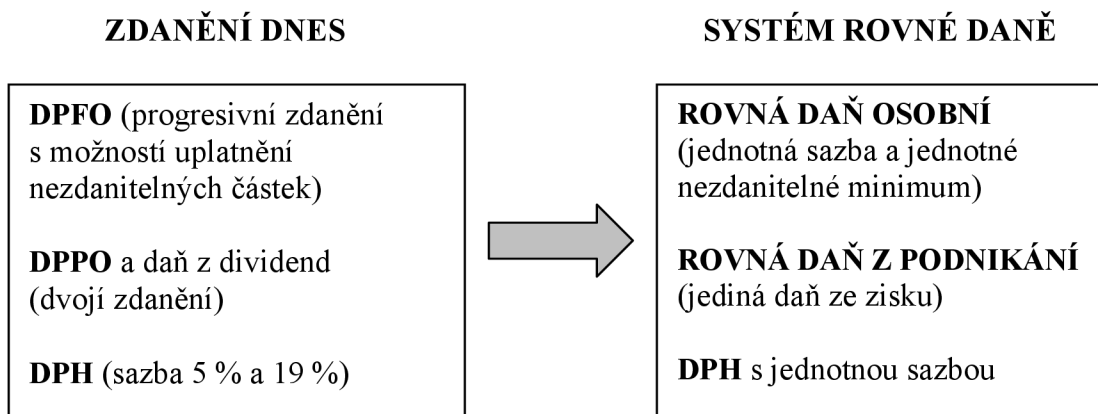 ZDANĚNÍ DNES
DPFO (progresivní zdanění
s možností uplatnění
nezdanitelných částek)
DPPO a daň z dividend
(dvojí zdanění)
DPH (sazba 5 % a 19 %)
SYSTÉM ROVNÉ DANĚ
ROVNÁ DAŇ OSOBNÍ
(jednotná sazba a jednotné
nezdanitelné minimum)
ROVNÁ DAŇ Z PODNIKÁNÍ
(jediná daň ze zisku)
DPH s jednotnou sazbou